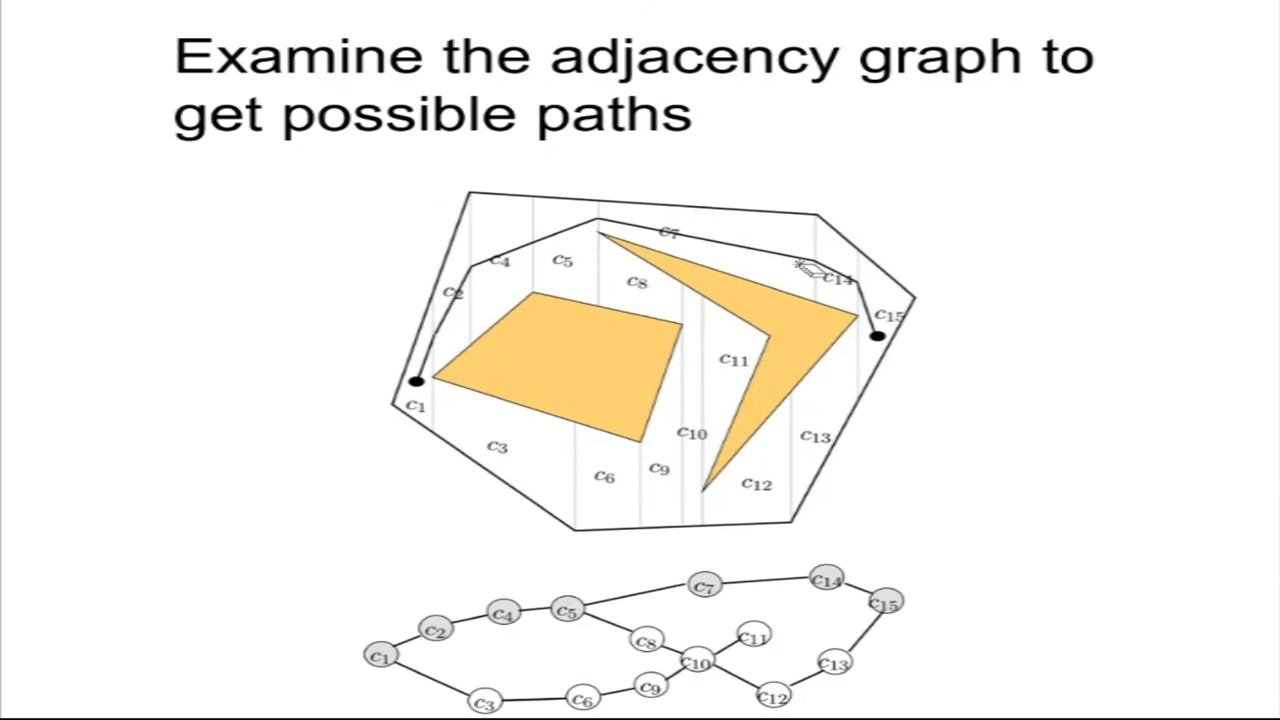 Examine the adjacency graph to
get possible paths
c7
c4 c5
c14
c2 c8
c15
c11
c1
c10 c13
c3
c9
c6 c12
c14
c7
c15
c4 c5
c2 c11
c8
c1 c10 c13
c9
c3 c6 c12